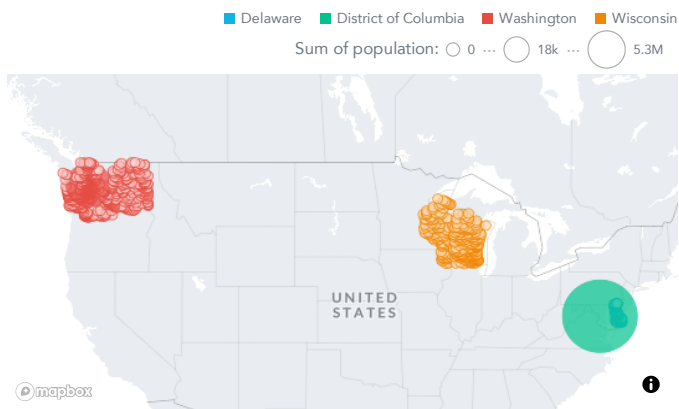 Delaware District of Columbia Washington Wisconsin
Sum of population: 0 ··· 18k ··· 5.3M
UNITED
STATES
mapbox
i